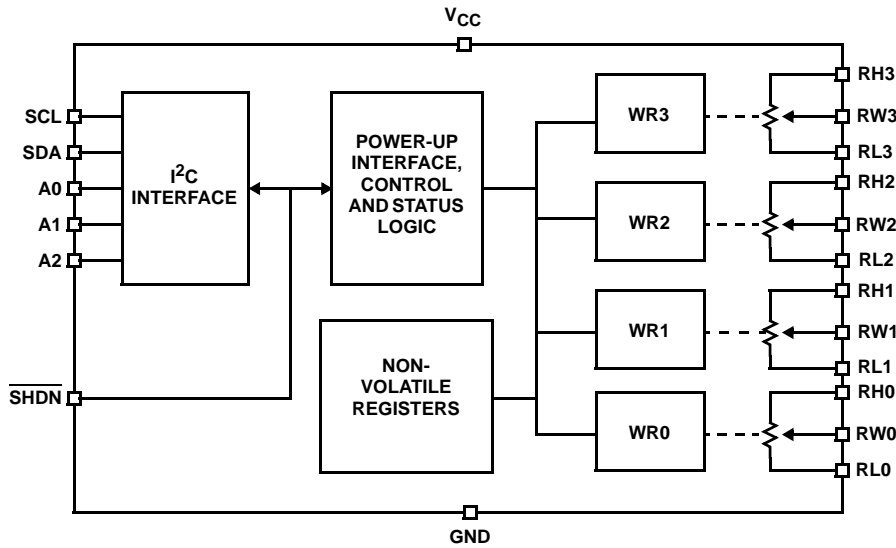 VCC
SCL
SDA
A0
A1
A2
SHDN
I2C
INTERFACE
POWER-UP
INTERFACE,
CONTROL
AND STATUS
LOGIC
NON-
VOLATILE
REGISTERS
WR3
WR2
WR1
WR0
RH3
RW3
RL3
RH2
RW2
RL2
RH1
RW1
RL1
RH0
RW0
RL0
GND